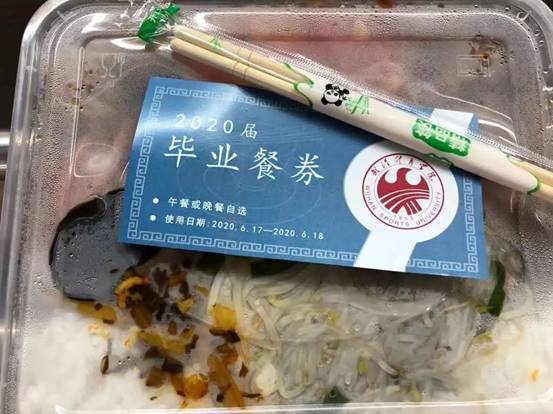 2020届
毕业餐券
● 午餐或晚餐自选
● 使用日期：2020.6.17—2020.6.18
武汉体育学院
WUHAN SPORTS UNIVERSITY
1953